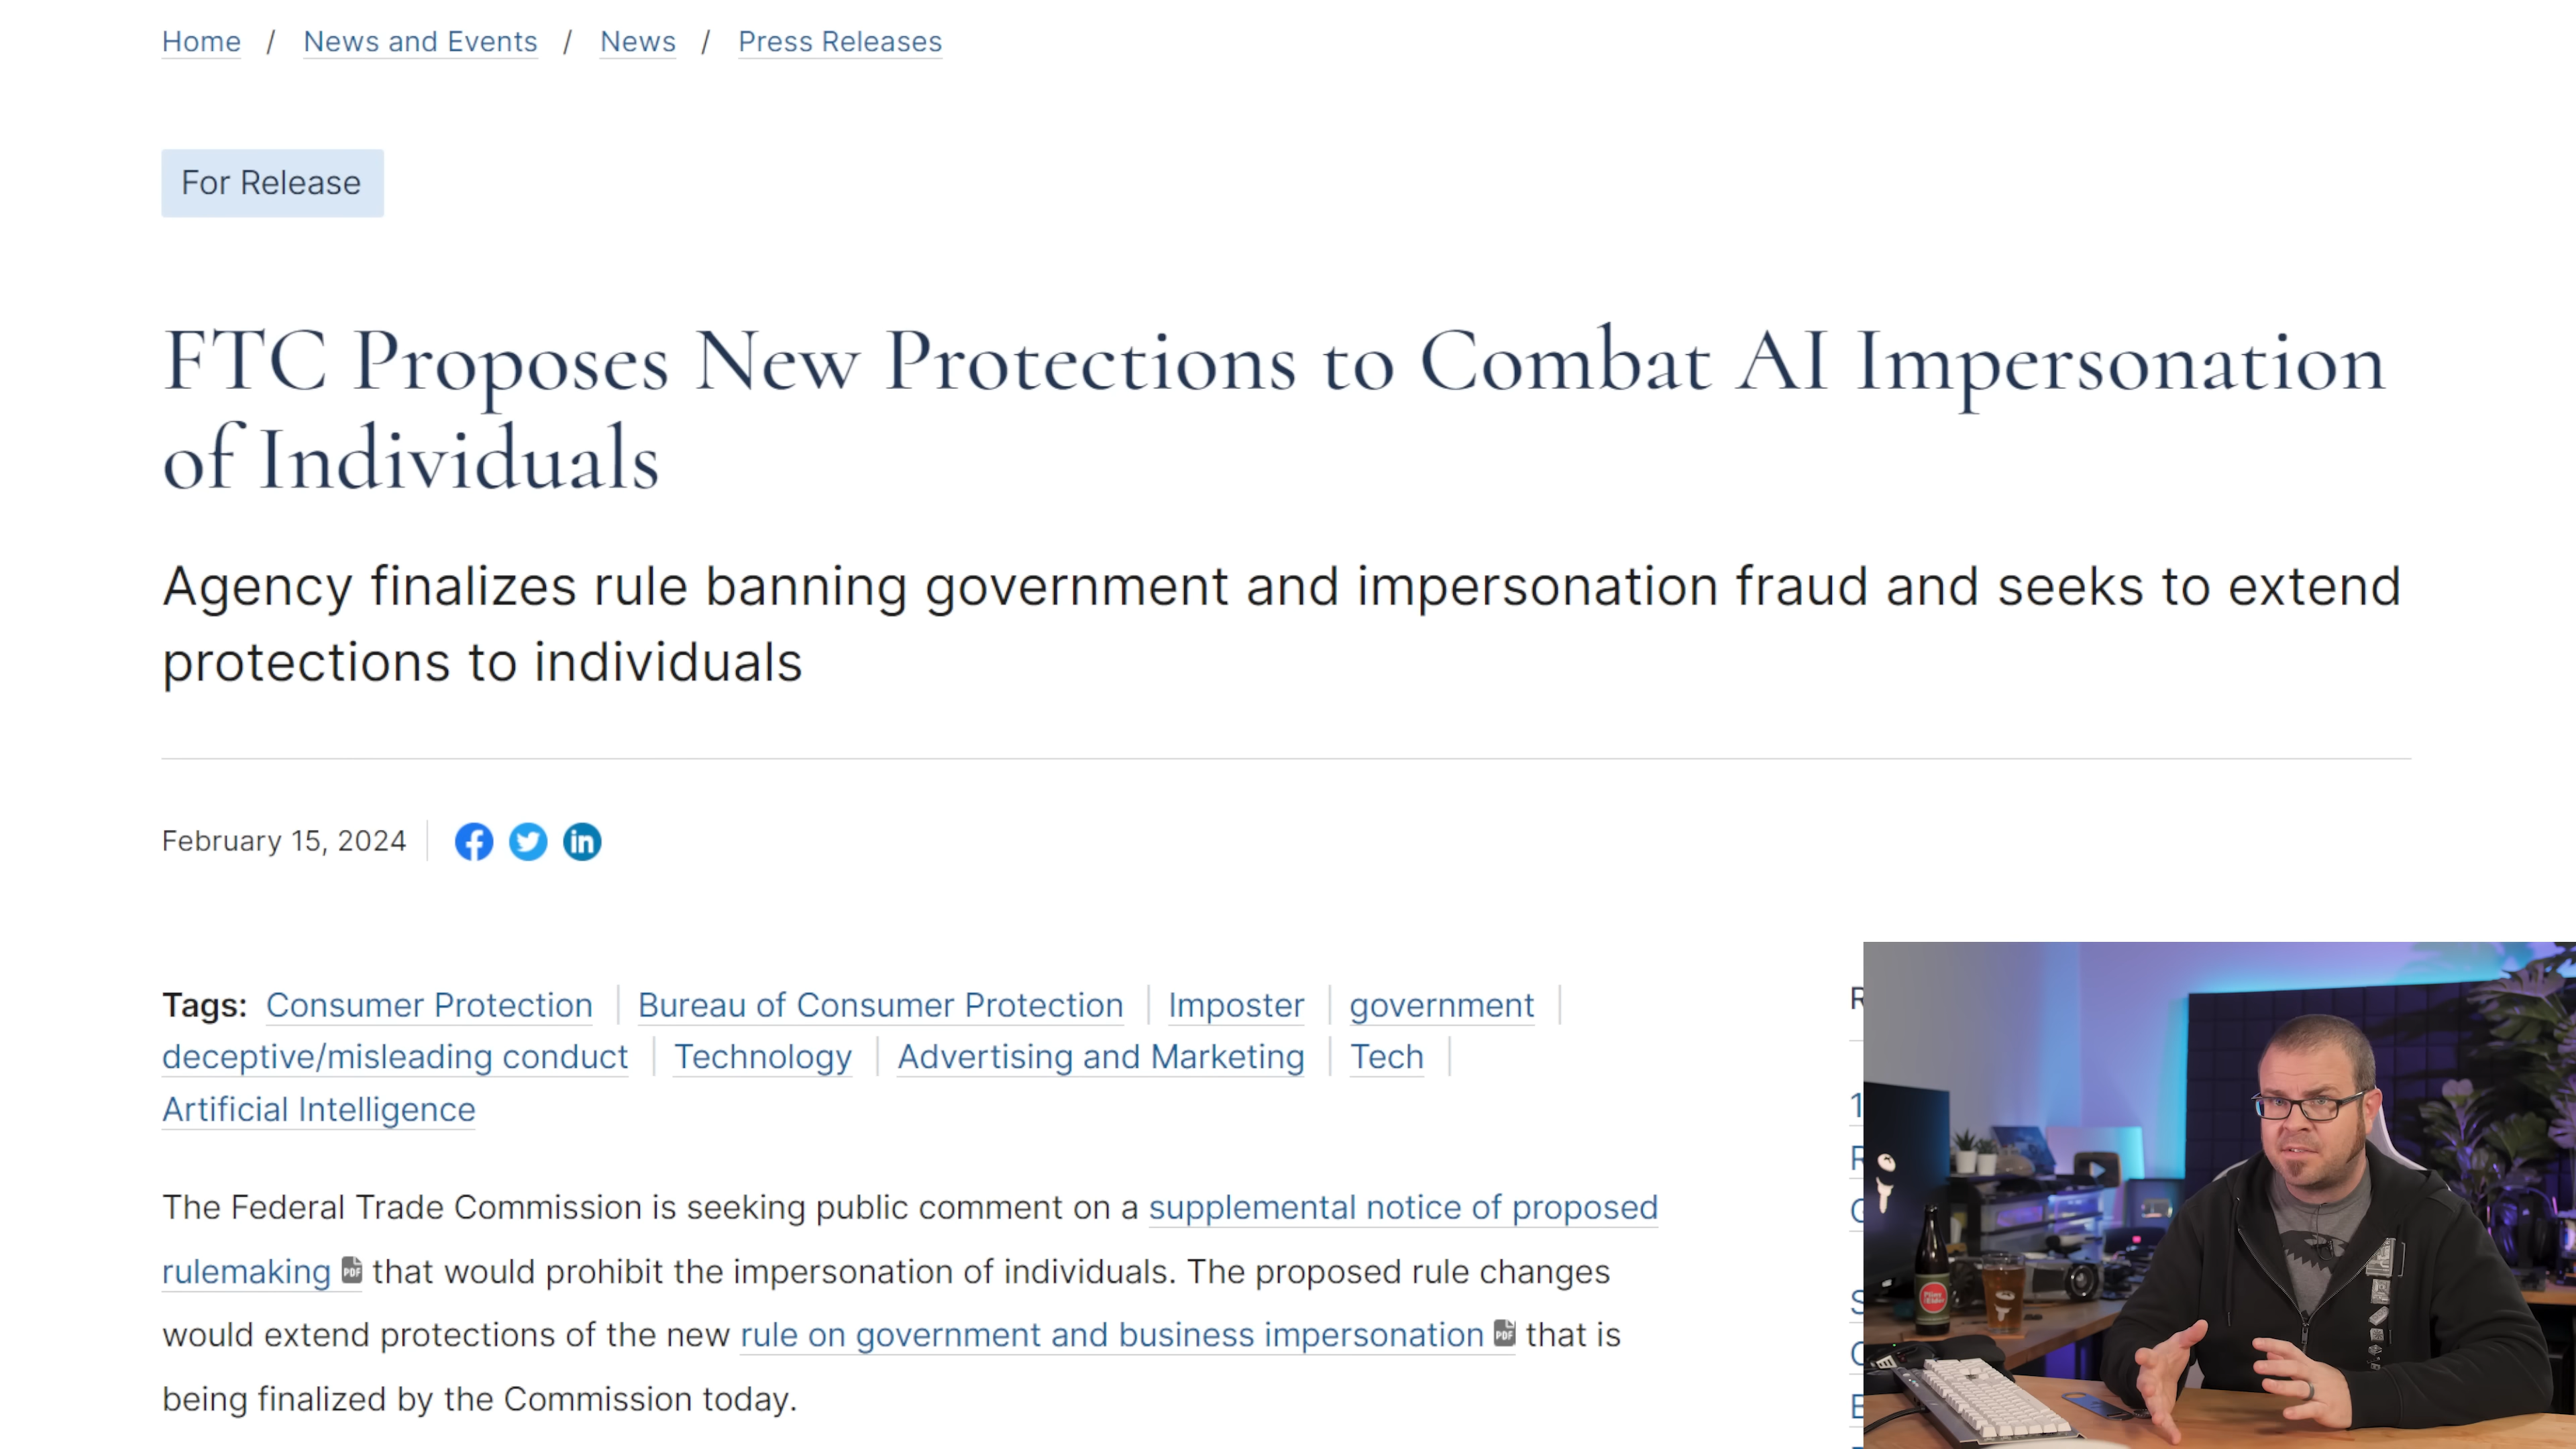 Home / News and Events / News / Press Releases
For Release
FTC Proposes New Protections to Combat AI Impersonation
of Individuals
Agency finalizes rule banning government and impersonation fraud and seeks to extend
protections to individuals
February 15, 2024
Tags: Consumer Protection | Bureau of Consumer Protection | Imposter | government |
deceptive/misleading conduct | Technology | Advertising and Marketing | Tech |
Artificial Intelligence
The Federal Trade Commission is seeking public comment on a supplemental notice of proposed
rulemaking PDF that would prohibit the impersonation of individuals. The proposed rule changes
would extend protections of the new rule on government and business impersonation PDF that is
being finalized by the Commission today.